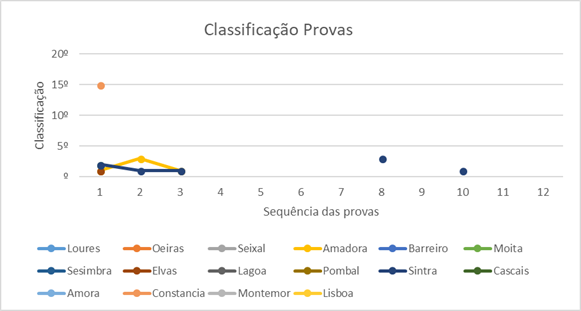 Classificação Provas
20º
15º
10º
5º
º
Classificação
1 2 3 4 5 6 7 8 9 10 11 12
Sequência das provas
Loures Oeiras Seixal Amadora Barreiro Moita
Sesimbra Elvas Lagoa Pombal Sintra Cascais
Amora Constancia Montemor Lisboa